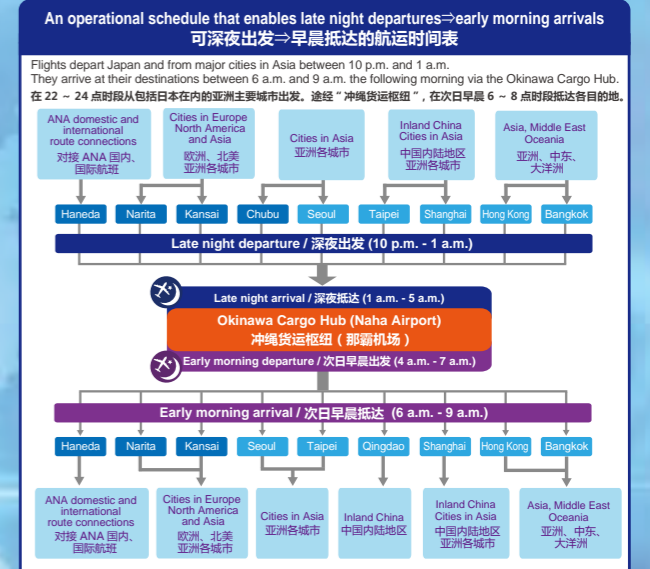 An operational schedule that enables late night departures⇒early morning arrivals
可深夜出发⇒早晨抵达的航运时间表
Flights depart Japan and from major cities in Asia between 10 p.m. and 1 a.m.
They arrive at their destinations between 6 a.m. and 9 a.m. the following morning via the Okinawa Cargo Hub.
在 22 ~ 24 点时段从包括日本在内的亚洲主要城市出发。途经“ 冲绳货运枢纽 ”, 在次日早晨 6 ~ 8 点时段抵达各目的地。
ANA domestic and
international
route connections
对接 ANA 国内、
国际航班
Cities in Europe
North America
and Asia
欧洲、北美
亚洲各城市
Cities in Asia
亚洲各城市
Inland China
Cities in Asia
中国内陆地区
亚洲各城市
Asia, Middle East
Oceania
亚洲、中东、
大洋洲
Haneda
Narita
Kansai
Chubu
Seoul
Taipei
Shanghai
Hong Kong
Bangkok
Late night departure / 深夜出发 (10 p.m. - 1 a.m.)
Late night arrival / 深夜抵达 (1 a.m. - 5 a.m.)
Okinawa Cargo Hub (Naha Airport)
冲绳货运枢纽 ( 那霸机场 )
Early morning departure / 次日早晨出发 (4 a.m. - 7 a.m.)
Early morning arrival / 次日早晨抵达 (6 a.m. - 9 a.m.)
Haneda
Narita
Kansai
Seoul
Taipei
Qingdao
Shanghai
Hong Kong
Bangkok
ANA domestic and
international
route connections
对接 ANA 国内、
国际航班
Cities in Europe
North America
and Asia
欧洲、北美
亚洲各城市
Cities in Asia
亚洲各城市
Inland China
中国内陆地区
Inland China
Cities in Asia
中国内陆地区
亚洲各城市
Asia, Middle East
Oceania
亚洲、中东、
大洋洲